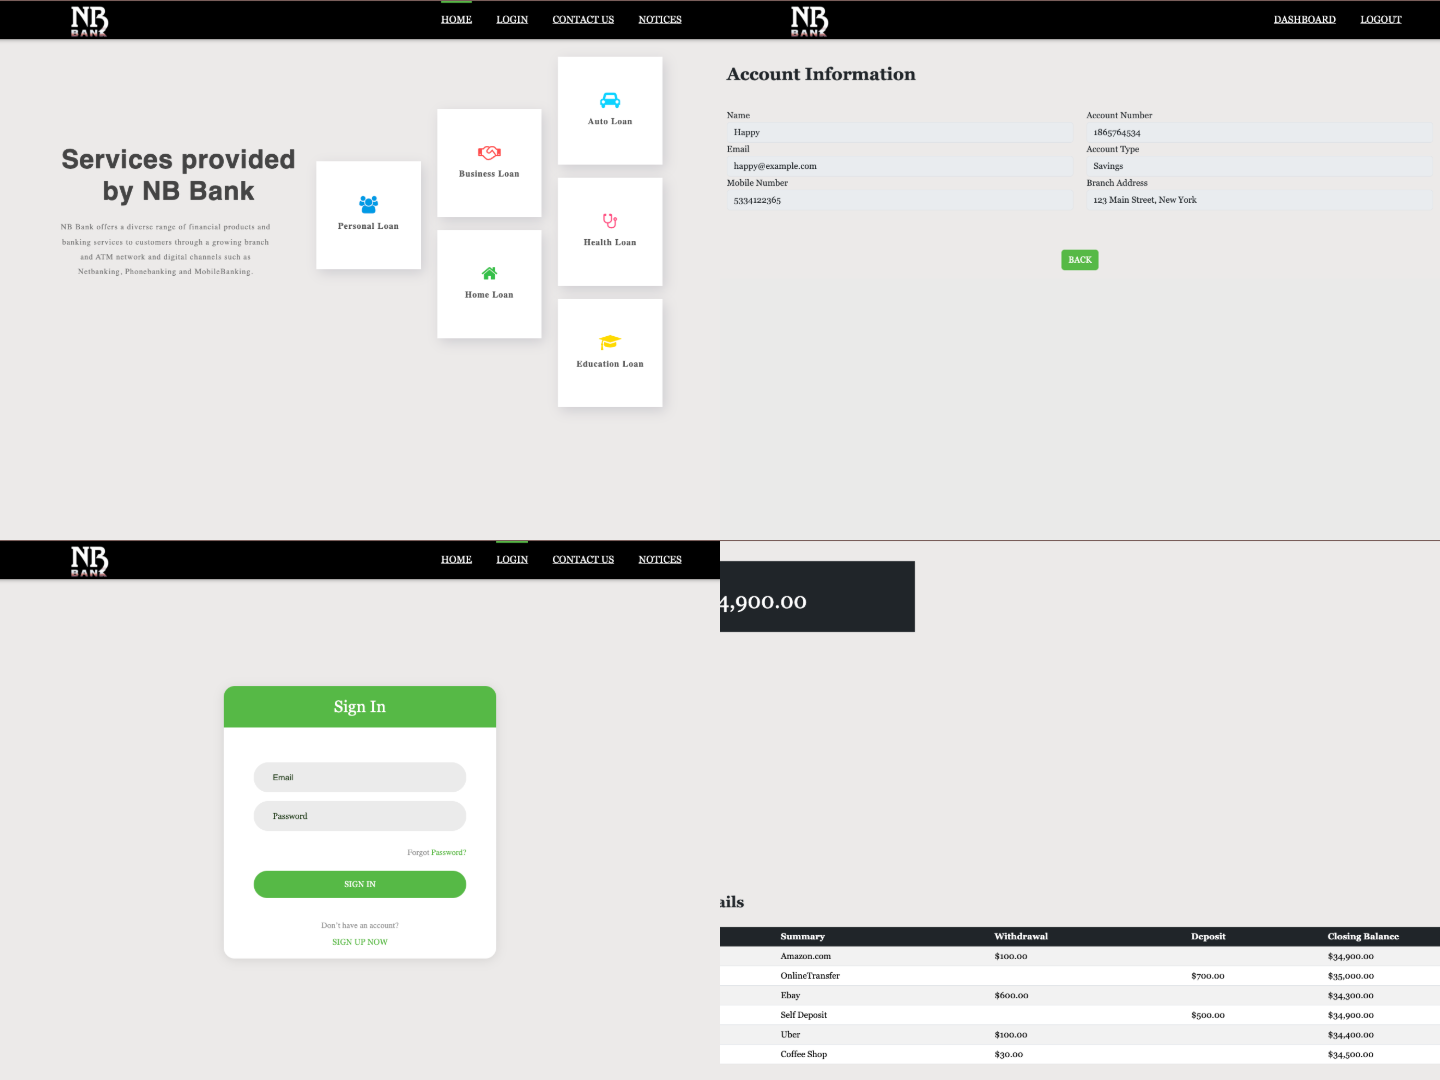 NB
BANK
HOME LOGIN CONTACT US NOTICES
Services provided
by NB Bank
NB Bank offers a diverse range of financial products and
banking services to customers through a growing branch
and ATM network and digital channels such as
Netbanking, Phonebanking and MobileBanking.
Personal Loan
Business Loan
Home Loan
Auto Loan
Health Loan
Education Loan
NB
BANK
DASHBOARD LOGOUT
Account Information
Name
Happy
Email
happy@example.com
Mobile Number
5334122365
Account Number
1865764534
Account Type
Savings
Branch Address
123 Main Street, New York
BACK
NB
BANK
HOME LOGIN CONTACT US NOTICES
Sign In
Email
Password
Forgot Password?
SIGN IN
Don't have an account?
SIGN UP NOW
4,900.00
ails
Summary Withdrawal Deposit Closing Balance
Amazon.com $100.00 $34,900.00
OnlineTransfer $700.00 $35,000.00
Ebay $600.00 $34,300.00
Self Deposit $500.00 $34,900.00
Uber $100.00 $34,400.00
Coffee Shop $30.00 $34,500.00